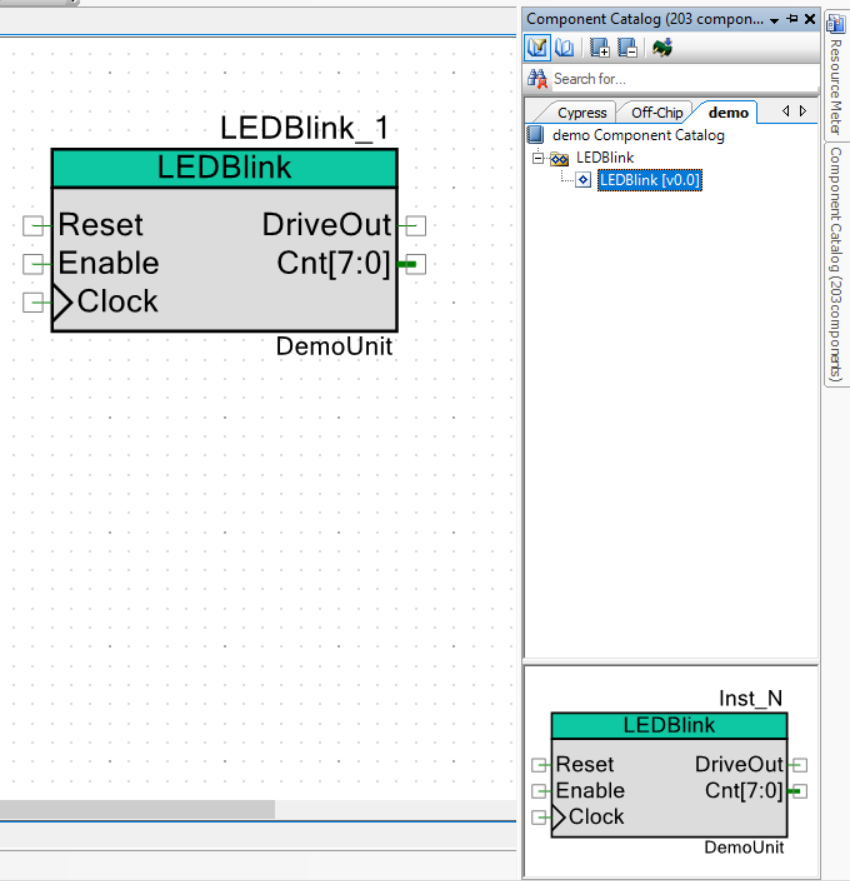 Component Catalog (203 compon...
Search for...
Cypress Off-Chip demo
demo Component Catalog
LEDBlink
LEDBlink [v0.0]
LEDBlink_1
LEDBlink
Reset DriveOut
Enable Cnt[7:0]
Clock
DemoUnit
Inst_N
LEDBlink
Reset DriveOut
Enable Cnt[7:0]
Clock
DemoUnit
Resource Meter
Component Catalog (203 components)